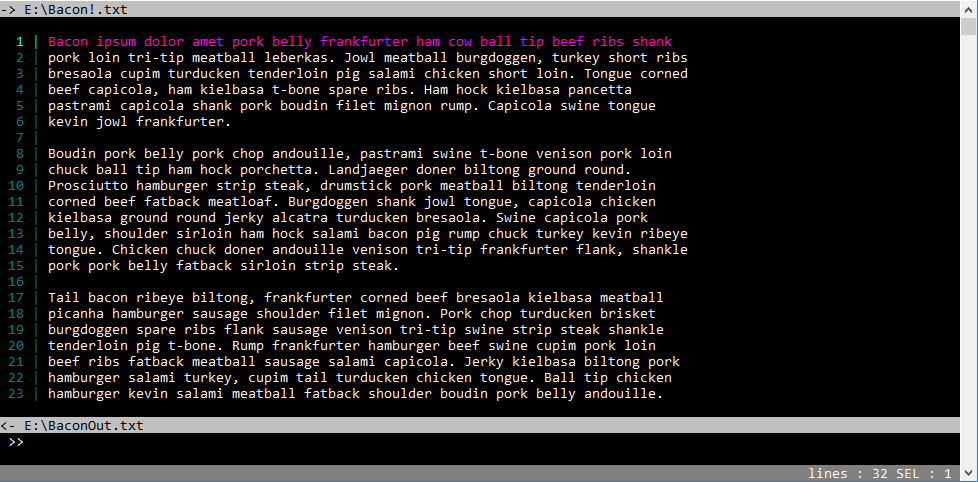 -> E:\Bacon!.txt
1 | Bacon ipsum dolor amet pork belly frankfurter ham cow ball tip beef ribs shank
2 | pork loin tri-tip meatball leberkas. Jowl meatball burgdoggen, turkey short ribs
3 | bresaola cupim turducken tenderloin pig salami chicken short loin. Tongue corned
4 | beef capicola, ham kielbasa t-bone spare ribs. Ham hock kielbasa pancetta
5 | pastrami capicola shank pork boudin filet mignon rump. Capicola swine tongue
6 | kevin jowl frankfurter.
7 |
8 | Boudin pork belly pork chop andouille, pastrami swine t-bone venison pork loin
9 | chuck ball tip ham hock porchetta. Landjaeger doner biltong ground round.
10 | Prosciutto hamburger strip steak, drumstick pork meatball biltong tenderloin
11 | corned beef fatback meatloaf. Burgdoggen shank jowl tongue, capicola chicken
12 | kielbasa ground round jerky alcatra turducken bresaola. Swine capicola pork
13 | belly, shoulder sirloin ham hock salami bacon pig rump chuck turkey kevin ribeye
14 | tongue. Chicken chuck doner andouille venison tri-tip frankfurter flank, shankle
15 | pork pork belly fatback sirloin strip steak.
16 |
17 | Tail bacon ribeye biltong, frankfurter corned beef bresaola kielbasa meatball
18 | picanha hamburger sausage shoulder filet mignon. Pork chop turducken brisket
19 | burgdoggen spare ribs flank sausage venison tri-tip swine strip steak shankle
20 | tenderloin pig t-bone. Rump frankfurter hamburger beef swine cupim pork loin
21 | beef ribs fatback meatball sausage salami capicola. Jerky kielbasa biltong pork
22 | hamburger salami turkey, cupim tail turducken chicken tongue. Ball tip chicken
23 | hamburger kevin salami meatball fatback shoulder boudin pork belly andouille.
<- E:\BaconOut.txt
>>
lines : 32 SEL : 1